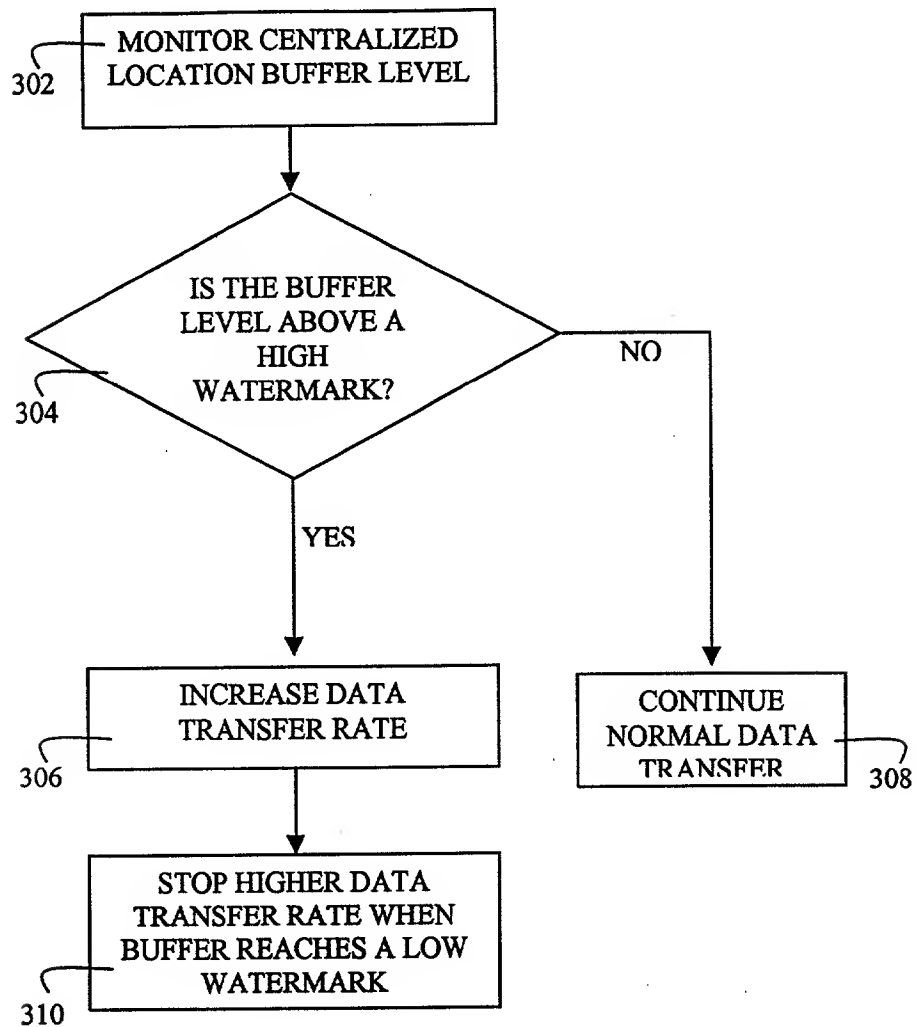 MONITOR CENTRALIZED
LOCATION BUFFER LEVEL
302
IS THE BUFFER
LEVEL ABOVE A
HIGH
WATERMARK?
304
NO
YES
INCREASE DATA
TRANSFER RATE
306
CONTINUE
NORMAL DATA
TRANSFER
308
STOP HIGHER DATA
TRANSFER RATE WHEN
BUFFER REACHES A LOW
WATERMARK
310